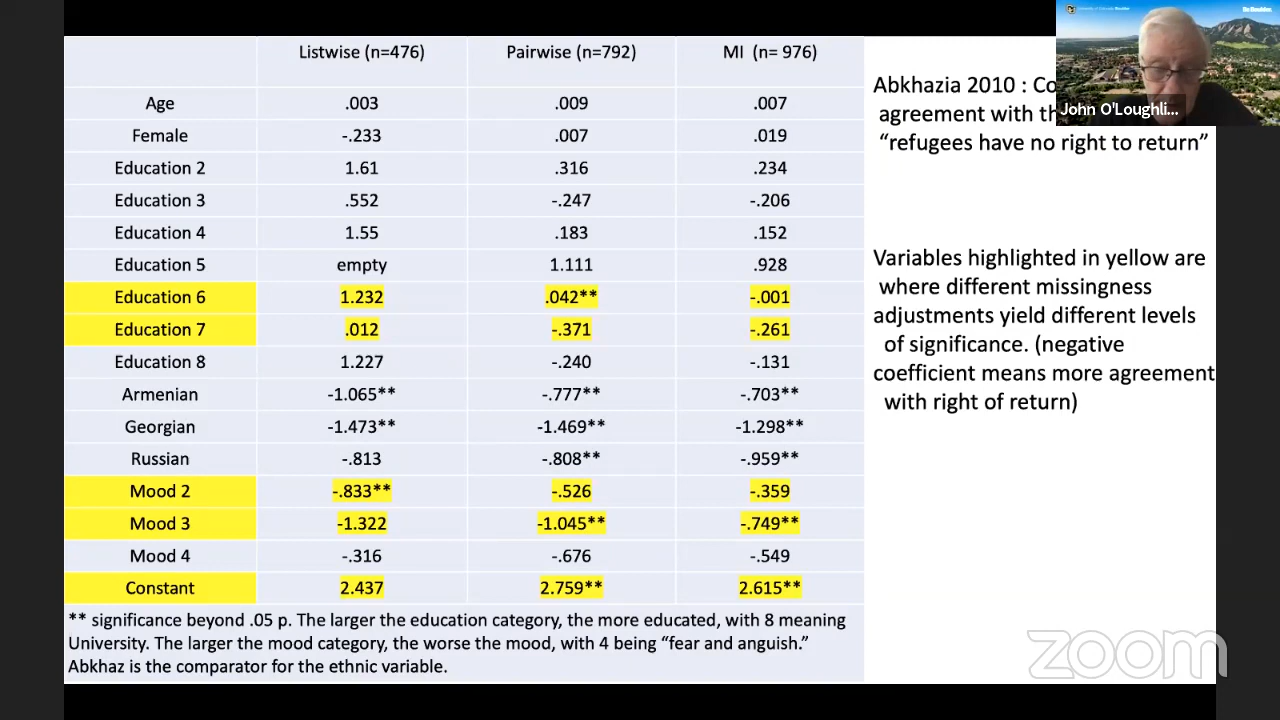 Listwise (n=476) Pairwise (n=792) MI (n= 976)
Age .003 .009 .007
Female -.233 .007 .019
Education 2 1.61 .316 .234
Education 3 .552 -.247 -.206
Education 4 1.55 .183 .152
Education 5 empty 1.111 .928
Education 6 1.232 .042** -.001
Education 7 .012 -.371 -.261
Education 8 1.227 -.240 -.131
Armenian -1.065** -.777** -.703**
Georgian -1.473** -1.469** -1.298**
Russian -.813 -.808** -.959**
Mood 2 -.833** -.526 -.359
Mood 3 -1.322 -1.045** -.749**
Mood 4 -.316 -.676 -.549
Constant 2.437 2.759** 2.615**
** significance beyond .05 p. The larger the education category, the more educated, with 8 meaning
University. The larger the mood category, the worse the mood, with 4 being “fear and anguish.”
Abkhaz is the comparator for the ethnic variable.
Abkhazia 2010 : Co
agreement with th
“refugees have no right to return”
Variables highlighted in yellow are
where different missingness
adjustments yield different levels
of significance. (negative
coefficient means more agreement
with right of return)
University of Colorado Boulder
Be Boulder.
John O'Loughli...
zoom